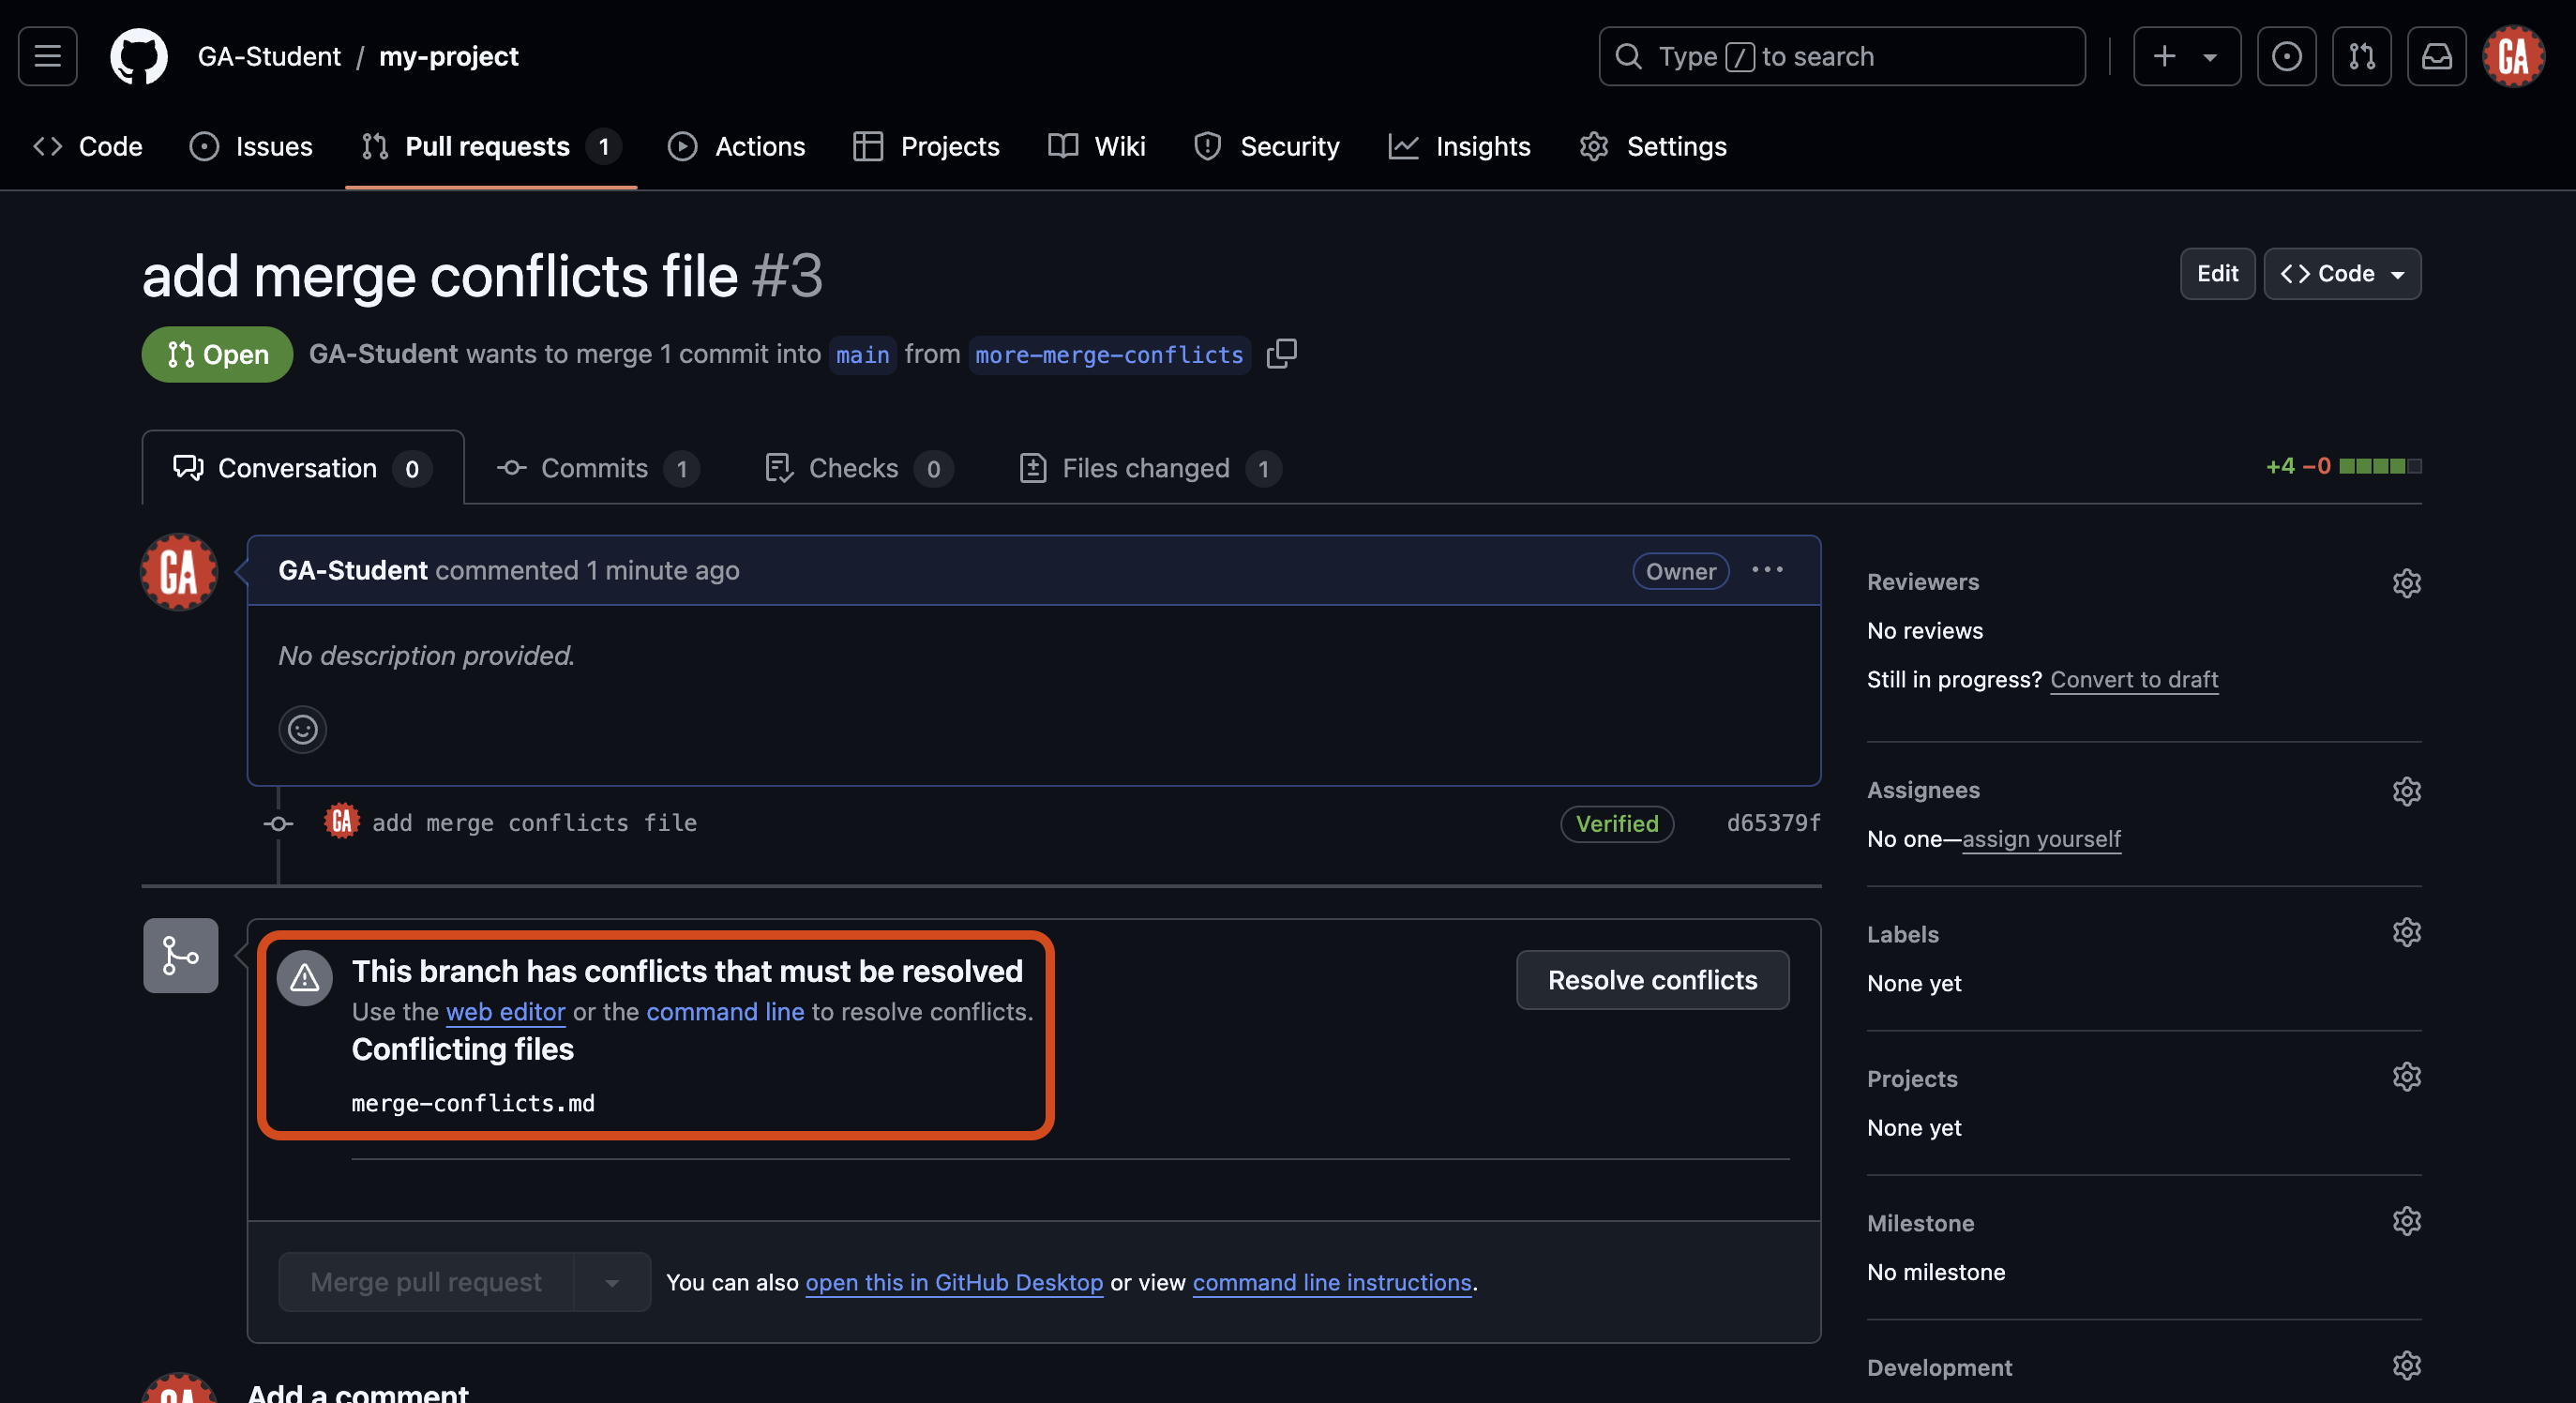 GA-Student / my-project
Type / to search
GA
Code
Issues
Pull requests 1
Actions
Projects
Wiki
Security
Insights
Settings
add merge conflicts file #3
Edit
Code
Open
GA-Student wants to merge 1 commit into main from more-merge-conflicts
Conversation 0
Commits 1
Checks 0
Files changed 1
+4 −0
GA
GA-Student commented 1 minute ago
Owner
No description provided.
GA
add merge conflicts file
Verified
d65379f
This branch has conflicts that must be resolved
Use the web editor or the command line to resolve conflicts.
Conflicting files
merge-conflicts.md
Resolve conflicts
Merge pull request
You can also open this in GitHub Desktop or view command line instructions.
GA
Add a comment
Reviewers
No reviews
Still in progress? Convert to draft
Assignees
No one—assign yourself
Labels
None yet
Projects
None yet
Milestone
No milestone
Development